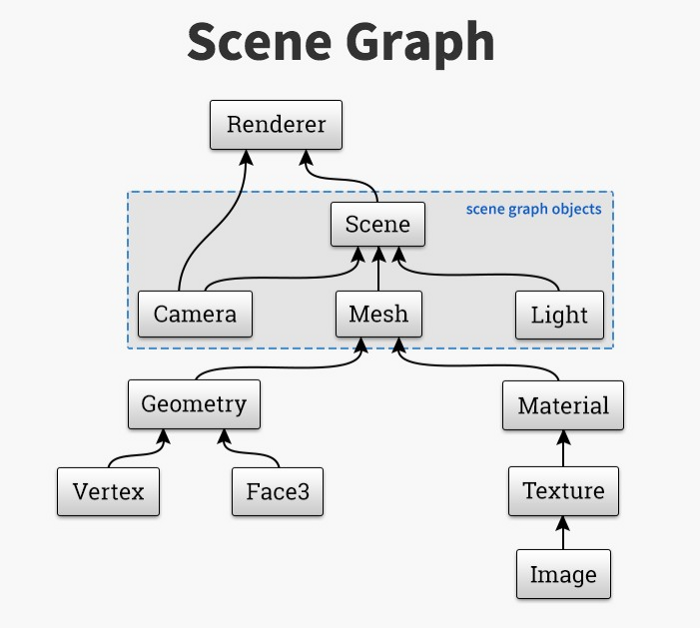 Scene Graph
Renderer
scene graph objects
Scene
Camera
Mesh
Light
Geometry
Material
Vertex
Face3
Texture
Image